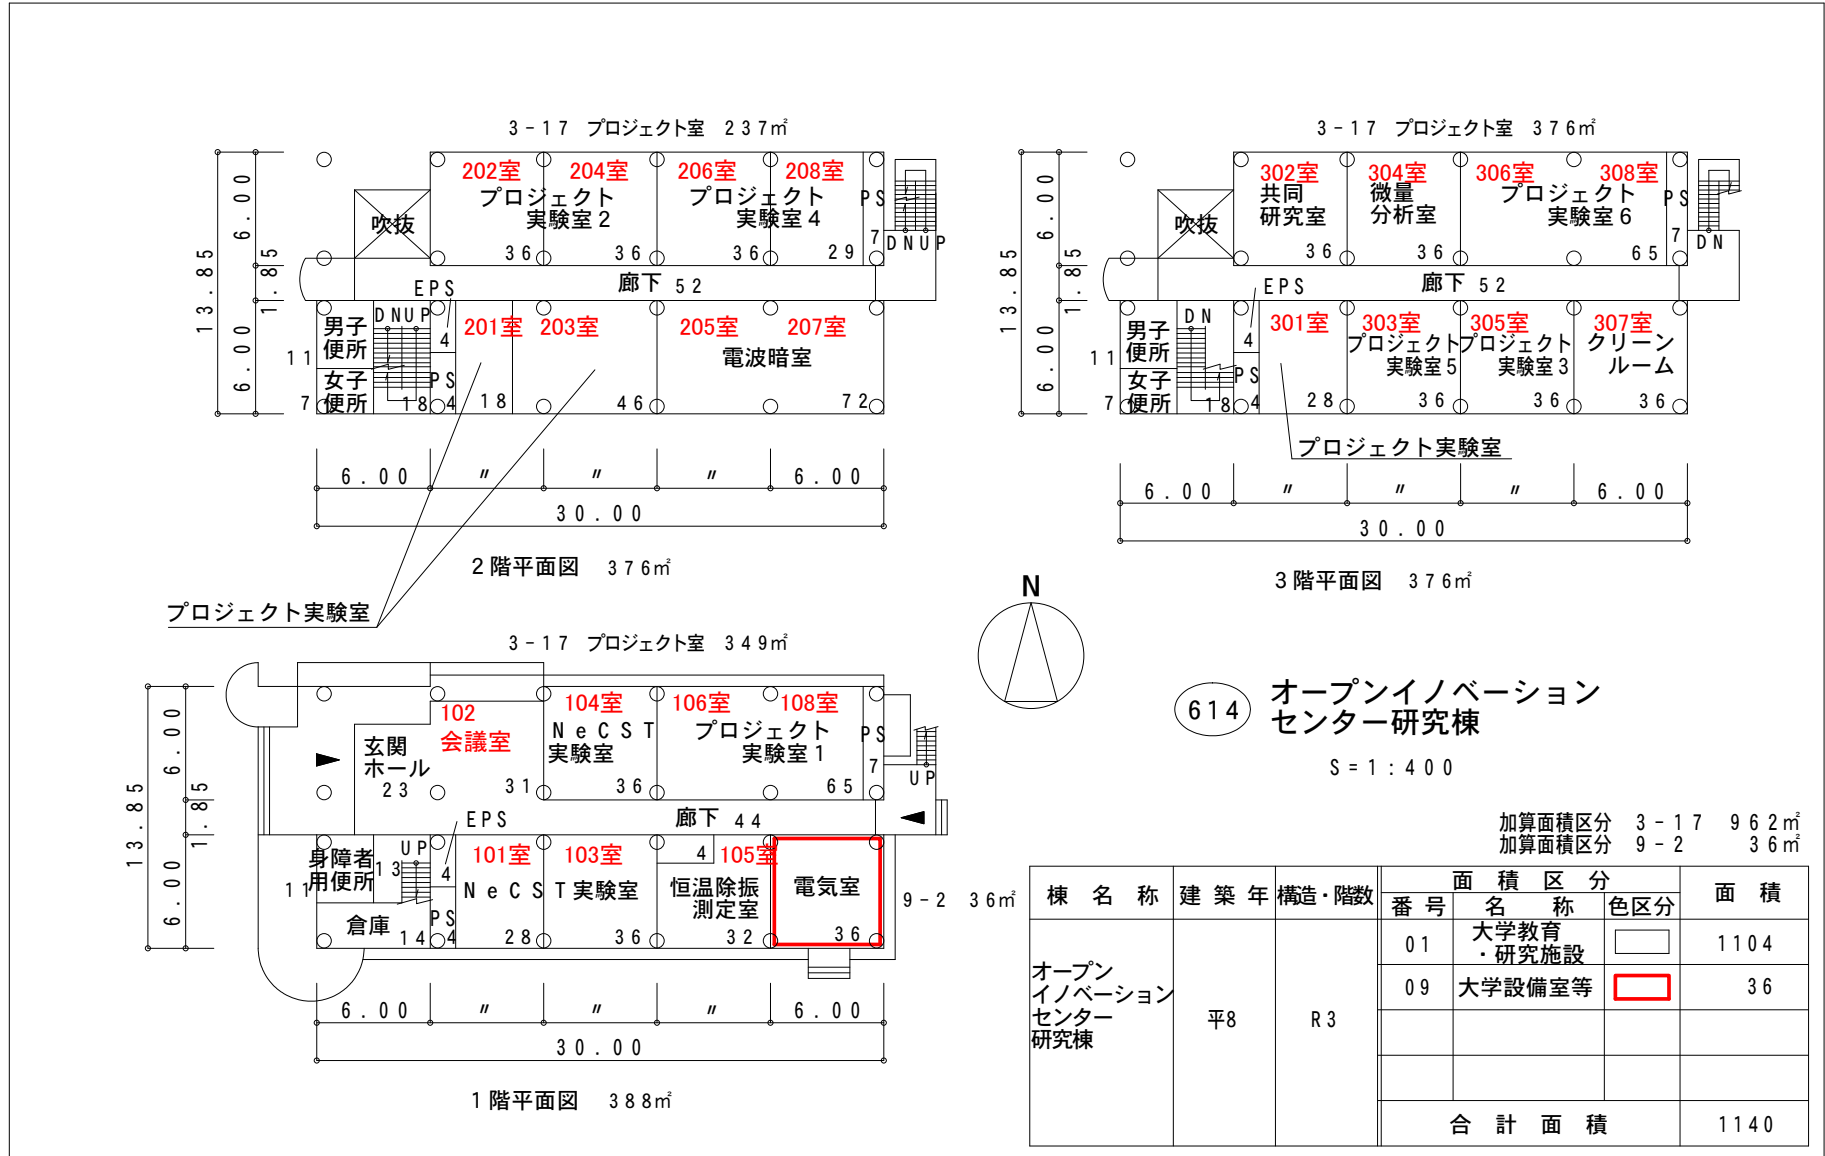 3-17 プロジェクト室 237㎡
202室 204室 206室 208室
プロジェクト
実験室2
プロジェクト
実験室4
PS
吹抜
36 36 36 29 7
DNUP
廊下 52
EPS
男子
便所
DNUP
201室 203室 205室 207室
電波暗室
4
11
女子
便所
PS
7 18 4 18 46 72
13.85
6.00
1.85
6.00
6.00 〃 〃 〃 6.00
30.00
2階平面図 376㎡
プロジェクト実験室
3-17 プロジェクト室 376㎡
302室 304室 306室 308室
共同
研究室
微量
分析室
プロジェクト
実験室6
PS
吹抜
36 36 65 7
DN
廊下 52
EPS
男子
便所
DN
301室 303室 305室 307室
プロジェクト
実験室5
プロジェクト
実験室3
クリーン
ルーム
4
11
女子
便所
PS
7 18 4 28 36 36 36
プロジェクト実験室
13.85
6.00
1.85
6.00
6.00 〃 〃 〃 6.00
30.00
3階平面図 376㎡
3-17 プロジェクト室 349㎡
102
会議室
104室 106室 108室
NeCST
実験室
プロジェクト
実験室1
PS
玄関
ホール
23 31 36 65 7
UP
廊下 44
EPS
身障者
用便所
UP
13
101室 103室 105室
4
4
NeCST実験室
恒温除振
測定室
電気室
11
倉庫
PS
14 4 28 36 32 36
9-2 36㎡
13.85
6.00
1.85
6.00
6.00 〃 〃 〃 6.00
30.00
1階平面図 388㎡
N
614 オープンイノベーション
センター研究棟
S=1:400
加算面積区分 3-17 962㎡
加算面積区分 9-2 36㎡
棟名称 建築年 構造・階数 面積区分 面積
番号 名称 色区分
オープン
イノベーション
センター
研究棟
平8 R3
01 大学教育
・研究施設 1104
09 大学設備室等 36
合計面積 1140